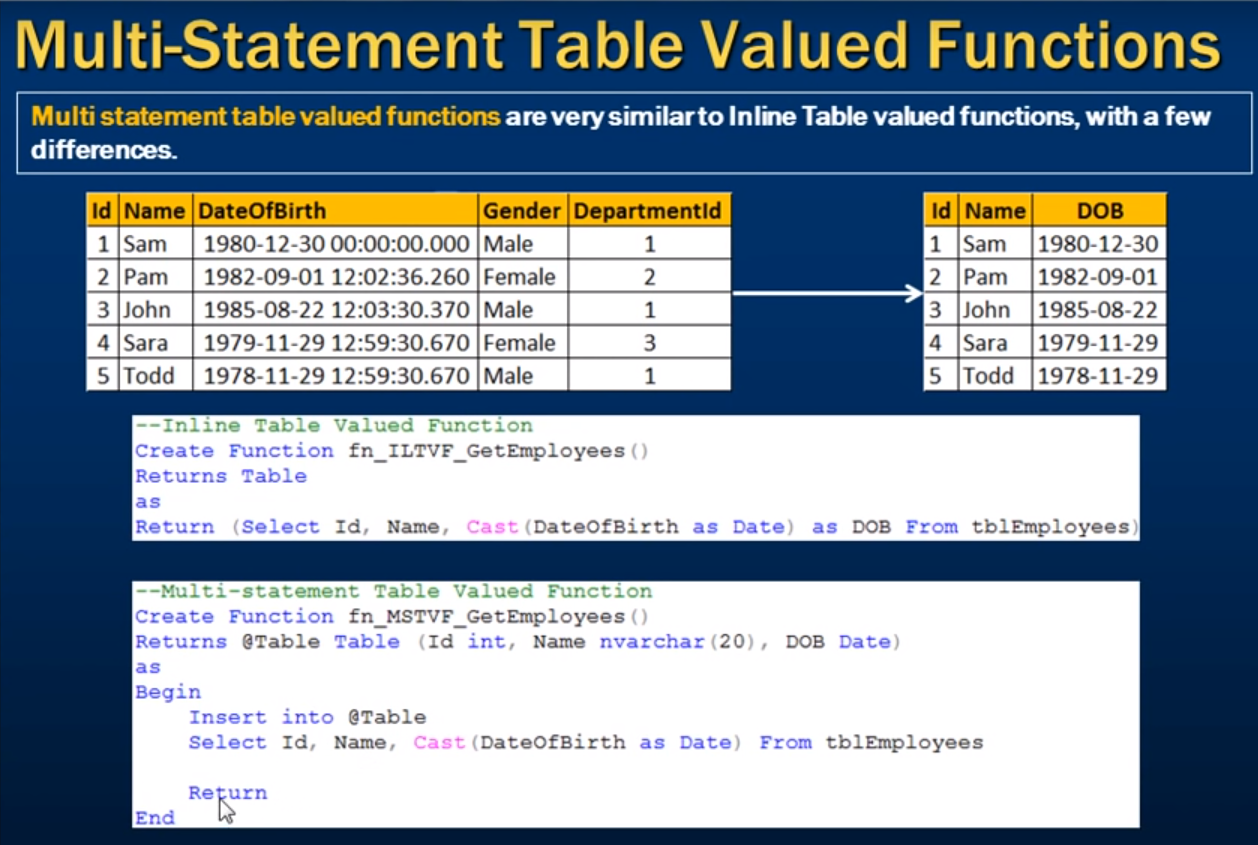 Multi-Statement Table Valued Functions
Multi statement table valued functions are very similar to Inline Table valued functions, with a few
differences.
Id Name DateOfBirth Gender DepartmentId
1 Sam 1980-12-30 00:00:00.000 Male 1
2 Pam 1982-09-01 12:02:36.260 Female 2
3 John 1985-08-22 12:03:30.370 Male 1
4 Sara 1979-11-29 12:59:30.670 Female 3
5 Todd 1978-11-29 12:59:30.670 Male 1
Id Name DOB
1 Sam 1980-12-30
2 Pam 1982-09-01
3 John 1985-08-22
4 Sara 1979-11-29
5 Todd 1978-11-29
--Inline Table Valued Function
Create Function fn_ILTVF_GetEmployees()
Returns Table
as
Return (Select Id, Name, Cast(DateOfBirth as Date) as DOB From tblEmployees)
--Multi-statement Table Valued Function
Create Function fn_MSTVF_GetEmployees()
Returns @Table Table (Id int, Name nvarchar(20), DOB Date)
as
Begin
Insert into @Table
Select Id, Name, Cast(DateOfBirth as Date) From tblEmployees
Return
End